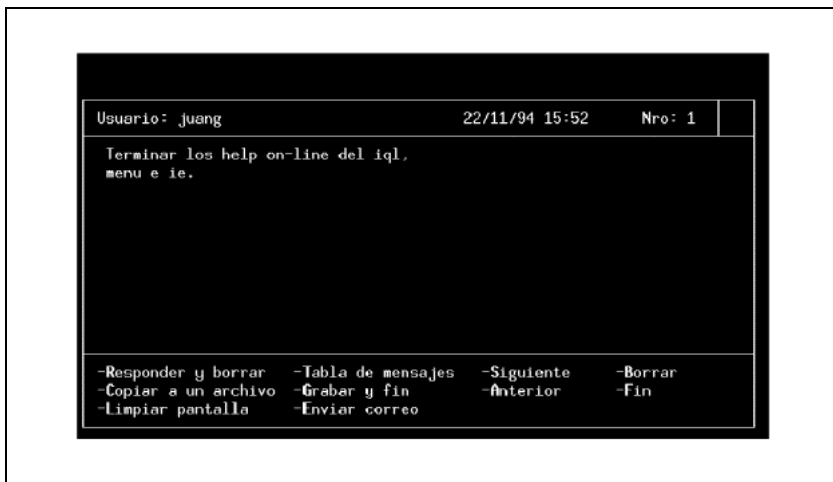 Usuario: juang 22/11/94 15:52 Nro: 1
Terminar los help on-line del iql,
menu e ie.
-Responder y borrar -Tabla de mensajes -Siguiente -Borrar
-Copiar a un archivo -Grabar y fin -Anterior -Fin
-Limpiar pantalla -Enviar correo